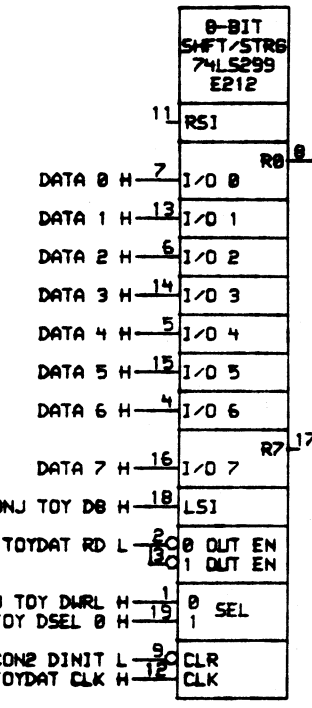 8-BIT
SHFT/STRG
74LS299
E212
11 RSI
R0 8
DATA 0 H 7 I/O 0
DATA 1 H 13 I/O 1
DATA 2 H 6 I/O 2
DATA 3 H 14 I/O 3
DATA 4 H 5 I/O 4
DATA 5 H 15 I/O 5
DATA 6 H 4 I/O 6
R7 17
DATA 7 H 16 I/O 7
NJ TOY DB H 18 LSI
TOYDAT RD L 2 0 OUT EN
3 1 OUT EN
TOY DWRL H 1 0 SEL
TOY DSEL 0 H 19 1
CON2 DINIT L 9 CLR
TOYDAT CLK H 12 CLK